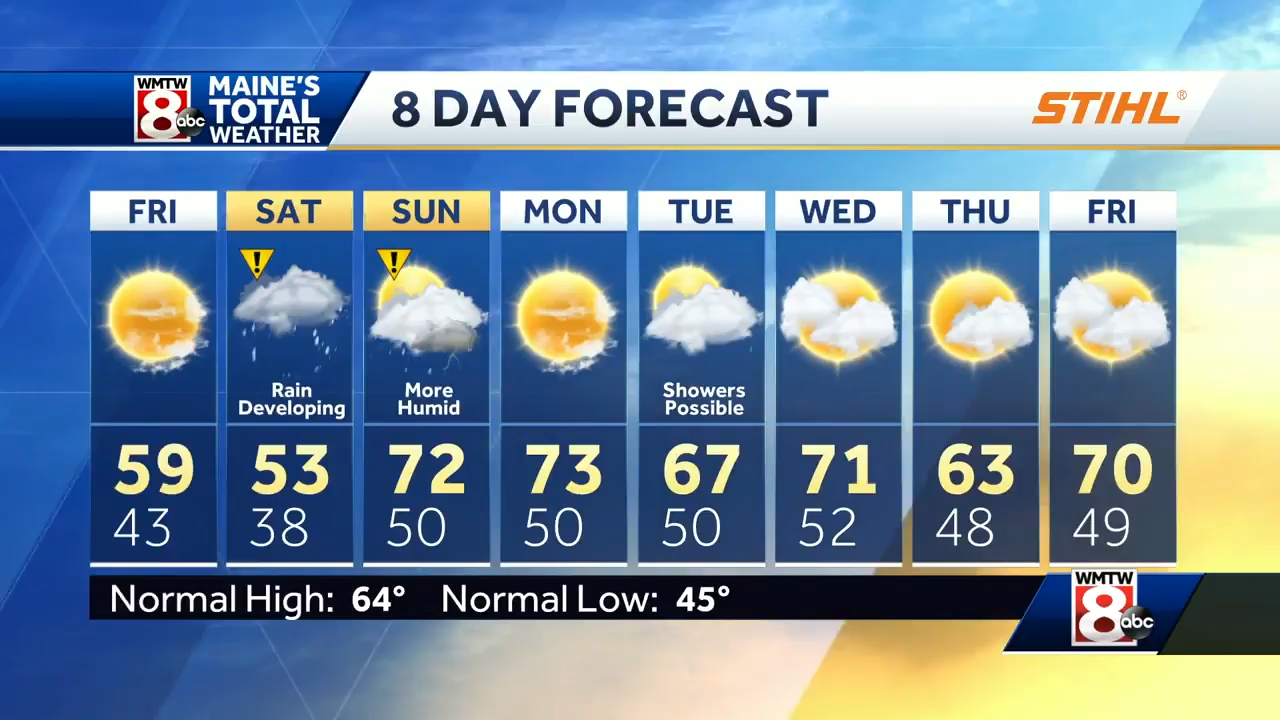 WMTW
8
abc
MAINE'S
TOTAL
WEATHER
8 DAY FORECAST
STIHL®
FRI SAT SUN MON TUE WED THU FRI
! !
Rain
Developing
More
Humid
Showers
Possible
59 53 72 73 67 71 63 70
43 38 50 50 50 52 48 49
Normal High: 64° Normal Low: 45°
WMTW
8
abc